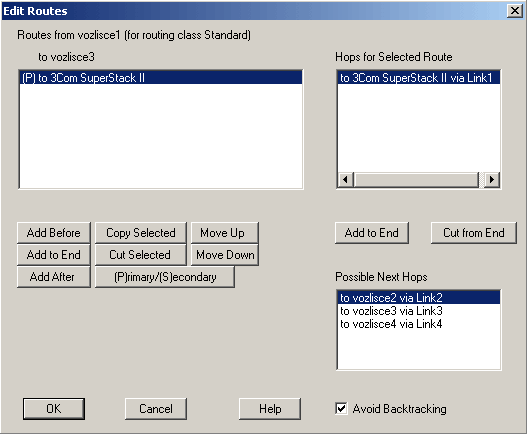 Edit Routes
Routes from vozlisce1 (for routing class Standard)
to vozlisce3
Hops for Selected Route
(P) to 3Com SuperStack II
to 3Com SuperStack II via Link1
Add Before
Copy Selected
Move Up
Add to End
Cut from End
Add to End
Cut Selected
Move Down
Add After
(P)rimary/(S)econdary
Possible Next Hops
to vozlisce2 via Link2
to vozlisce3 via Link3
to vozlisce4 via Link4
OK
Cancel
Help
Avoid Backtracking